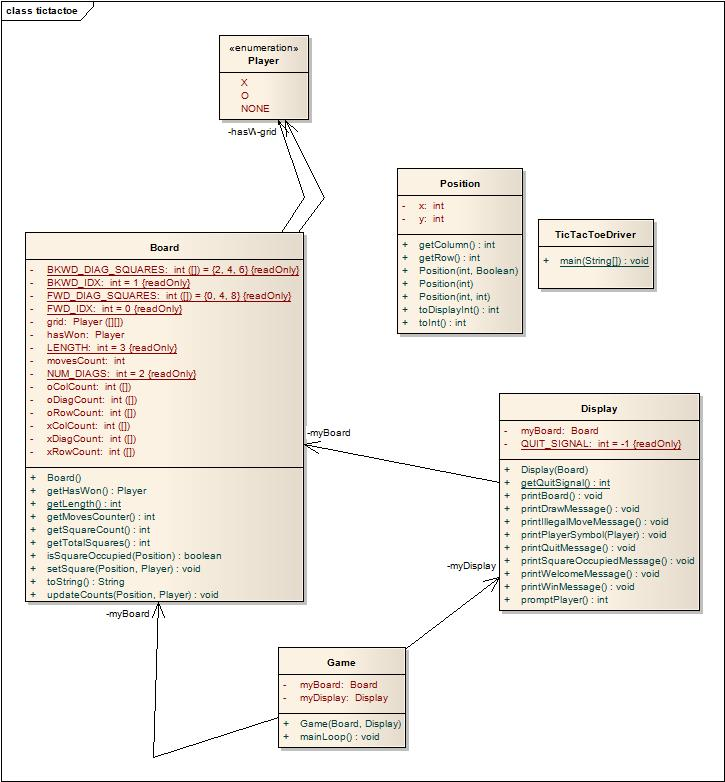 class tictactoe
«enumeration»
Player
X
O
NONE
-grid
Position
- x: int
- y: int
+ getColumn() : int
+ getRow() : int
+ Position(int, Boolean)
+ Position(int)
+ Position(int, int)
+ toDisplayInt() : int
+ toInt() : int
TicTacToeDriver
+ main(String[]) : void
Board
- BKWD_DIAG_SQUARES: int ([]) = {2, 4, 6} {readOnly}
- BKWD_IDX: int = 1 {readOnly}
- FWD_DIAG_SQUARES: int ([]) = {0, 4, 8} {readOnly}
- FWD_IDX: int = 0 {readOnly}
- grid: Player ([][])
- hasWon: Player
- LENGTH: int = 3 {readOnly}
- movesCount: int
- NUM_DIAGS: int = 2 {readOnly}
- oColCount: int ([])
- oDiagCount: int ([])
- oRowCount: int ([])
- xColCount: int ([])
- xDiagCount: int ([])
- xRowCount: int ([])
+ Board()
+ getHasWon() : Player
+ getLength() : int
+ getMovesCounter() : int
+ getSquareCount() : int
+ getTotalSquares() : int
+ isSquareOccupied(Position) : boolean
+ setSquare(Position, Player) : void
+ toString() : String
+ updateCounts(Position, Player) : void
-myBoard
Display
- myBoard: Board
- QUIT_SIGNAL: int = -1 {readOnly}
+ Display(Board)
+ getQuitSignal() : int
+ printBoard() : void
+ printDrawMessage() : void
+ printIllegalMoveMessage() : void
+ printPlayerSymbol(Player) : void
+ printQuitMessage() : void
+ printSquareOccupiedMessage() : void
+ printWelcomeMessage() : void
+ printWinMessage() : void
+ promptPlayer() : int
-myDisplay
-myBoard
Game
- myBoard: Board
- myDisplay: Display
+ Game(Board, Display)
+ mainLoop() : void